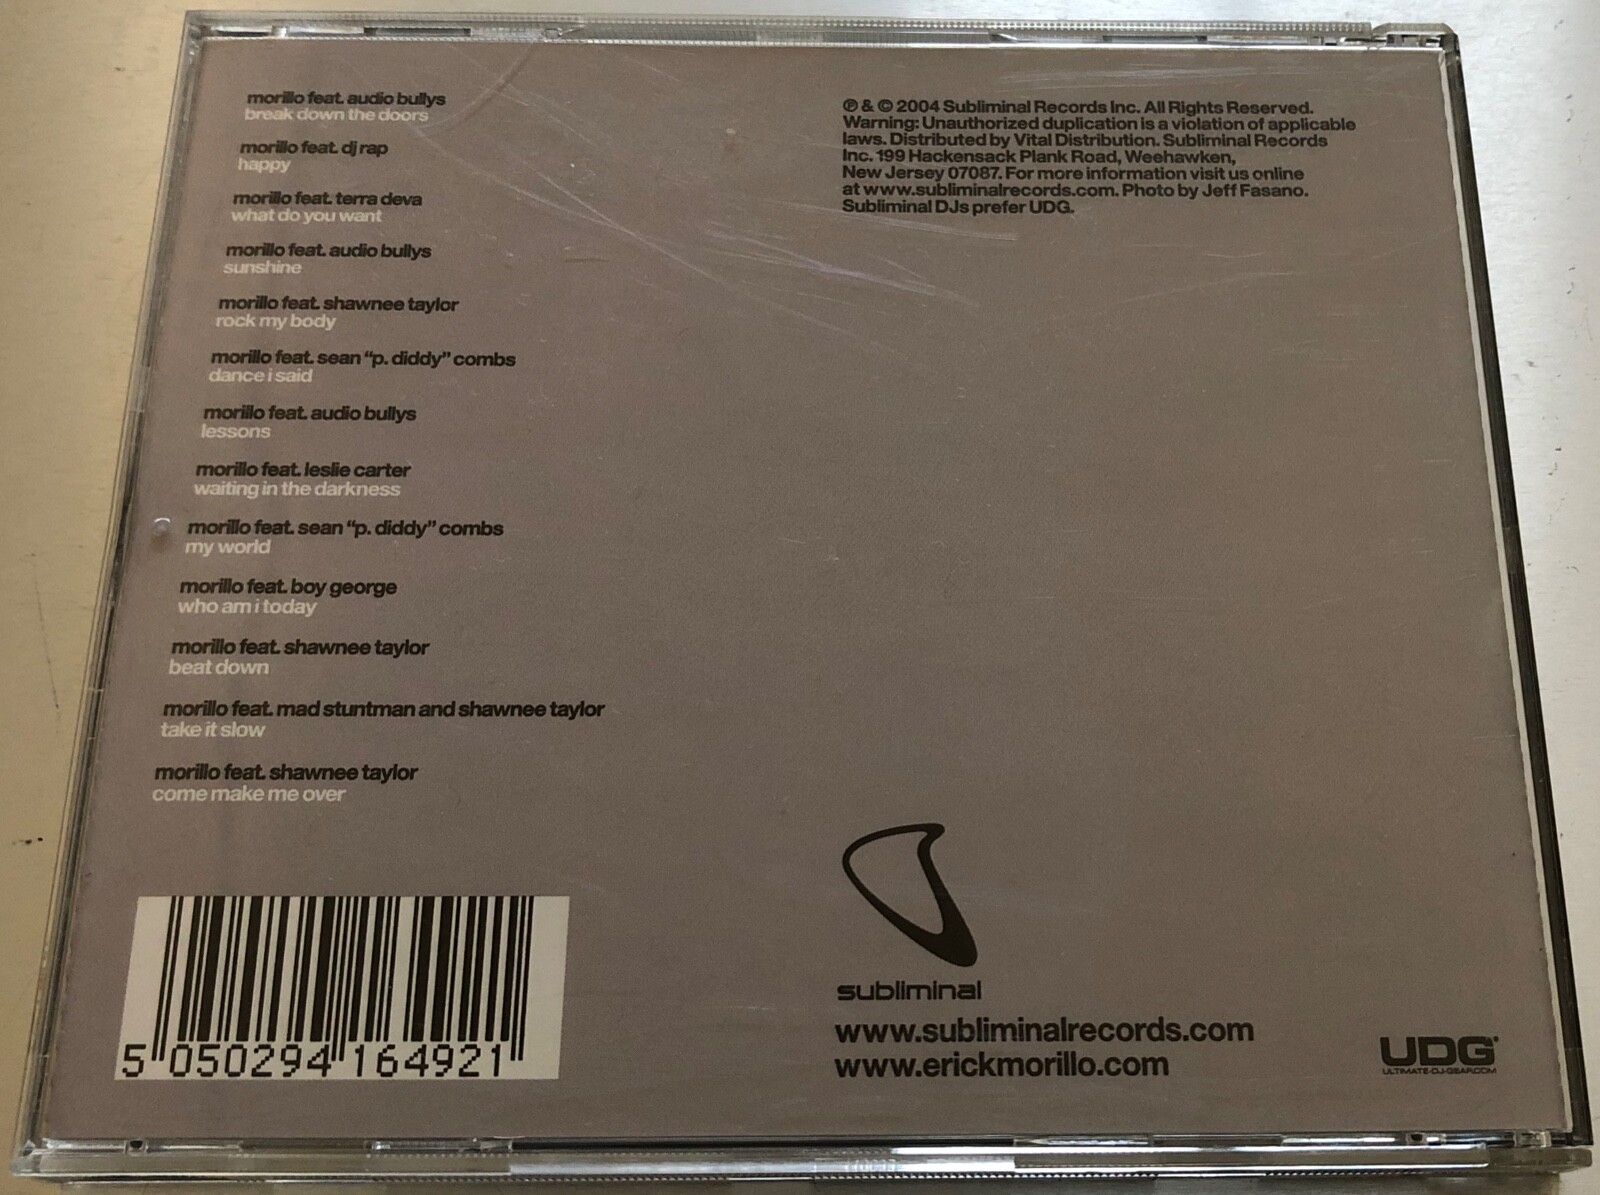 morillo feat. audio bullys
break down the doors
morillo feat. dj rap
happy
morillo feat. terra deva
what do you want
morillo feat. audio bullys
sunshine
morillo feat. shawnee taylor
rock my body
morillo feat. sean “p. diddy” combs
dance i said
morillo feat. audio bullys
lessons
morillo feat. leslie carter
waiting in the darkness
morillo feat. sean “p. diddy” combs
my world
morillo feat. boy george
who am i today
morillo feat. shawnee taylor
beat down
morillo feat. mad stuntman and shawnee taylor
take it slow
morillo feat. shawnee taylor
come make me over
5 050294 164921
℗ & © 2004 Subliminal Records Inc. All Rights Reserved.
Warning: Unauthorized duplication is a violation of applicable
laws. Distributed by Vital Distribution. Subliminal Records
Inc. 199 Hackensack Plank Road, Weehawken,
New Jersey 07087. For more information visit us online
at www.subliminalrecords.com. Photo by Jeff Fasano.
Subliminal DJs prefer UDG.
subliminal
www.subliminalrecords.com
www.erickmorillo.com
UDG
ULTIMATE-DJ-GEAR.COM